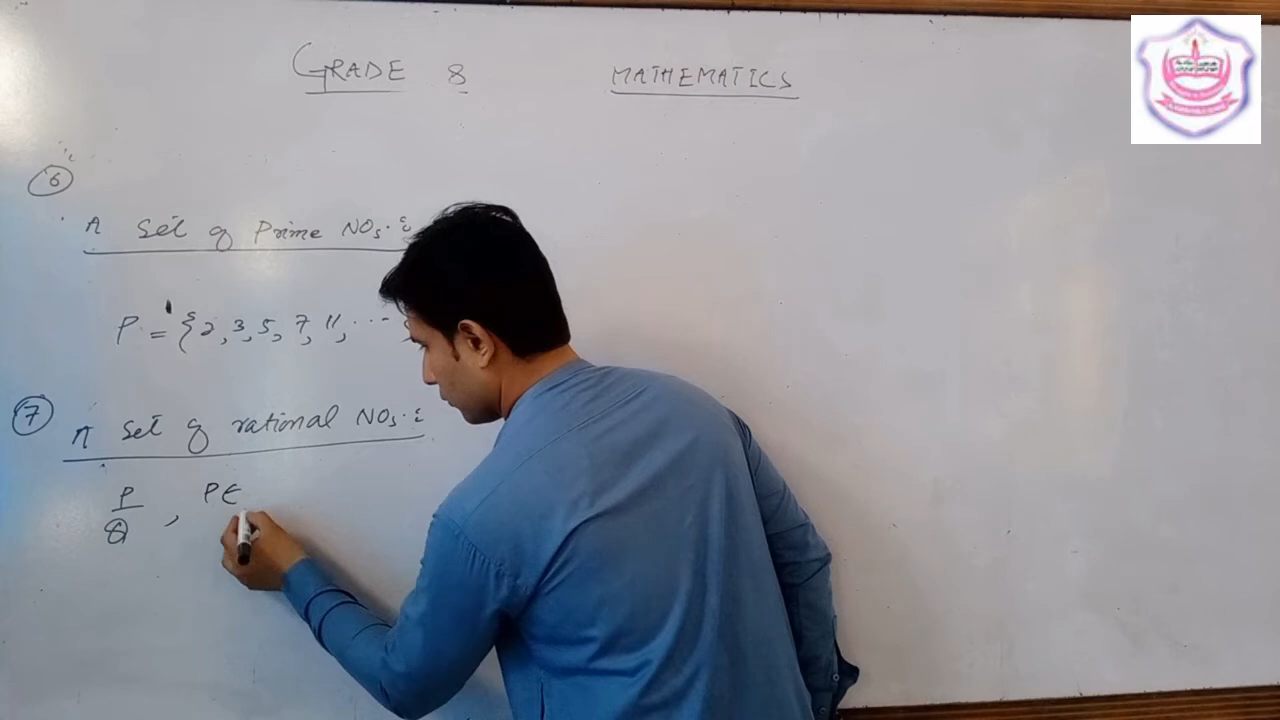 GRADE 8 MATHEMATICS
6
A Set of Prime NOs.:
P = {2, 3, 5, 7, 11, ...
7
A Set of rational NOs.:
P/Q, P∈